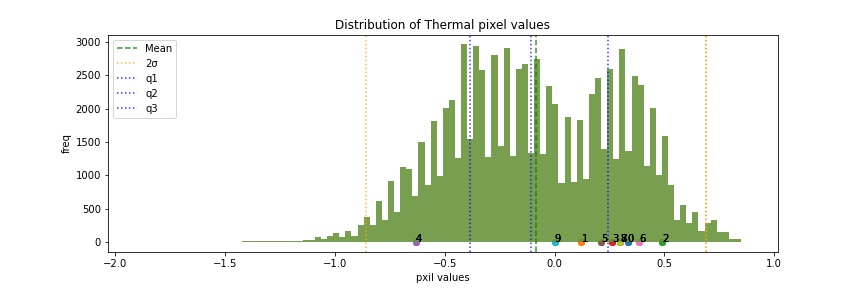 Distribution of Thermal pixel values
3000
2500
2000
1500
1000
500
0
freq
Mean
2σ
q1
q2
q3
4 9 1 5 3 6 2
−2.0 −1.5 −1.0 −0.5 0.0 0.5 1.0
pxil values